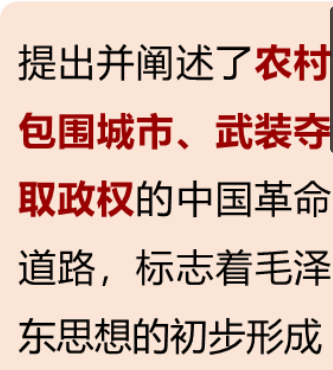 提出并阐述了农村
包围城市、武装夺
取政权的中国革命
道路，标志着毛泽
东思想的初步形成